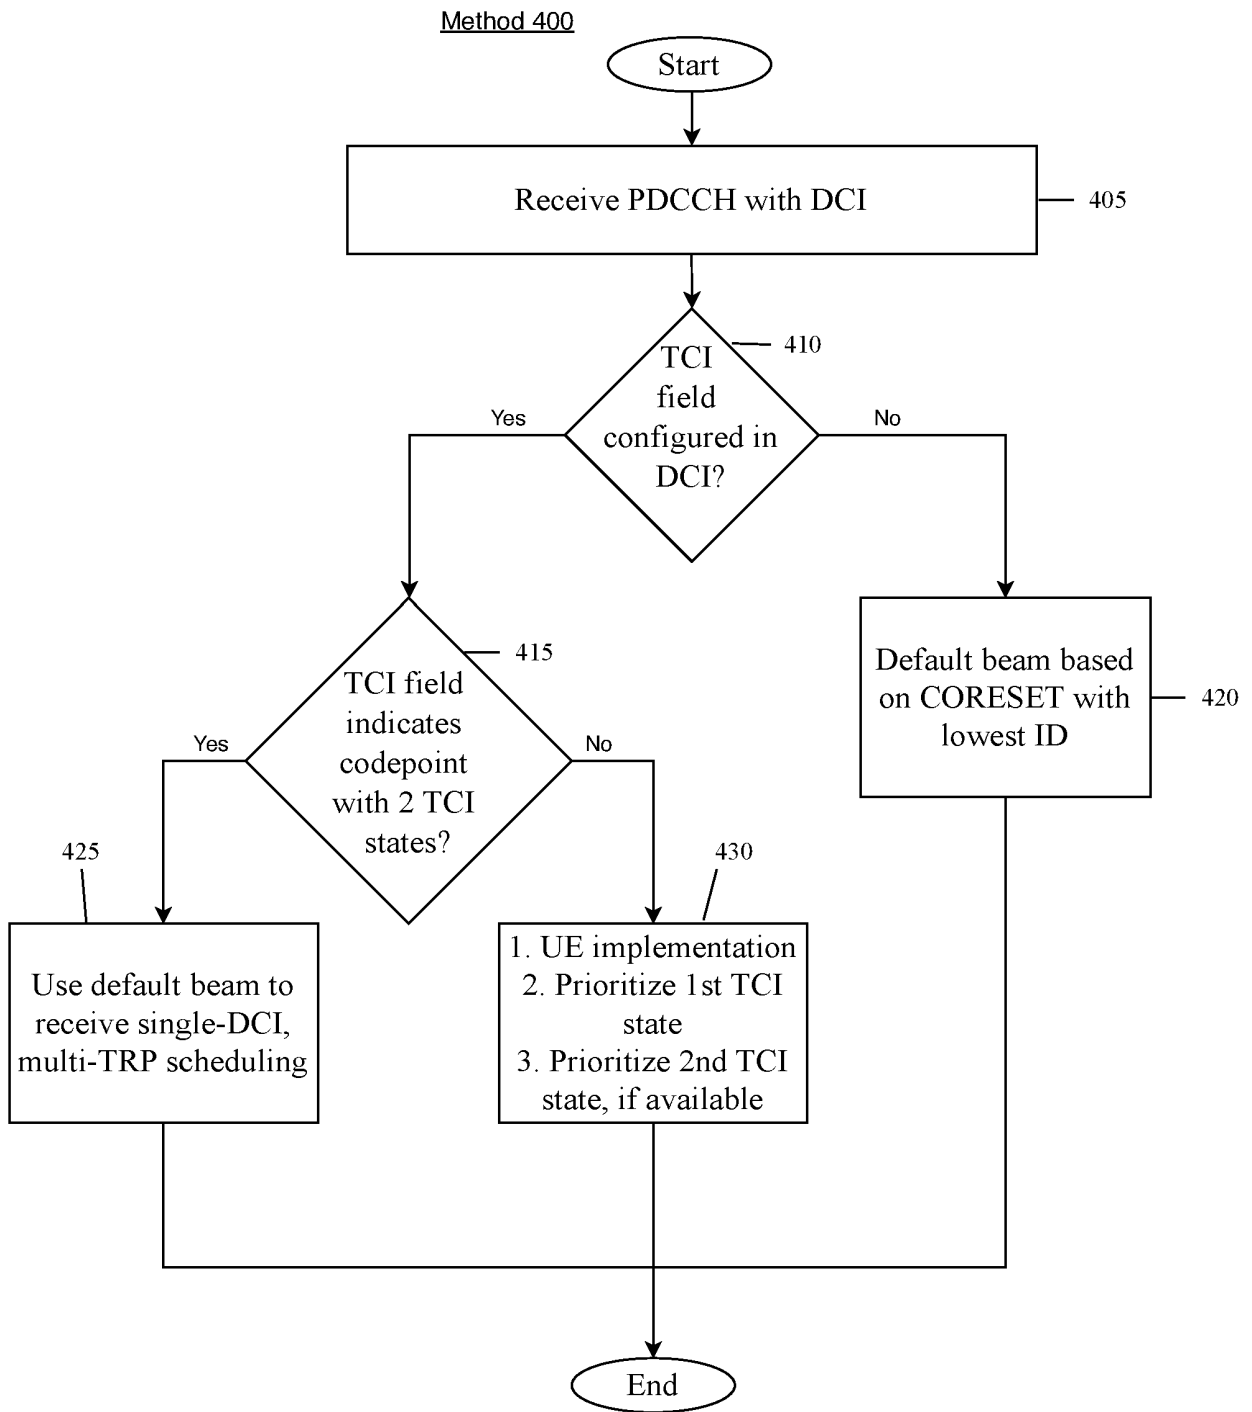 Method 400
Start
Receive PDCCH with DCI
405
TCI
field
configured in
DCI?
410
Yes
No
TCI field
indicates
codepoint
with 2 TCI
states?
415
Default beam based
on CORESET with
lowest ID
420
Yes
No
425
430
Use default beam to
receive single-DCI,
multi-TRP scheduling
1. UE implementation
2. Prioritize 1st TCI
state
3. Prioritize 2nd TCI
state, if available
End